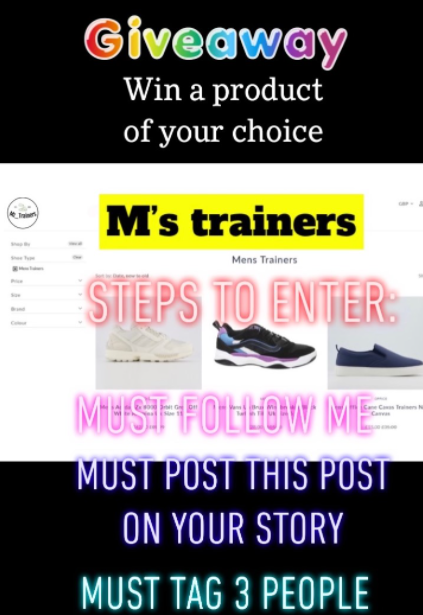 Giveaway
Win a product
of your choice
M's trainers
GBP
Mens Trainers
Shop By
Shoe Type
Mens Trainers
Price
Size
Brand
Colour
STEPS TO ENTER:
MUST FOLLOW ME
MUST POST THIS POST
ON YOUR STORY
MUST TAG 3 PEOPLE